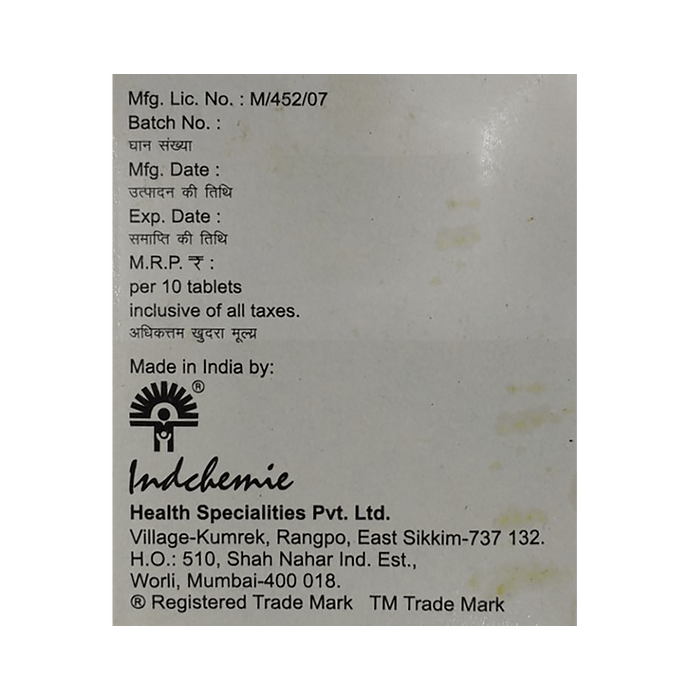 Mfg. Lic. No. : M/452/07
Batch No. :
घान संख्या
Mfg. Date :
उत्पादन की तिथि
Exp. Date :
समाप्ति की तिथि
M.R.P. ₹ :
per 10 tablets
inclusive of all taxes.
अधिकत्तम खुदरा मूल्य
Made in India by:
®
Indchemie
Health Specialities Pvt. Ltd.
Village-Kumrek, Rangpo, East Sikkim-737 132.
H.O.: 510, Shah Nahar Ind. Est.,
Worli, Mumbai-400 018.
® Registered Trade Mark TM Trade Mark